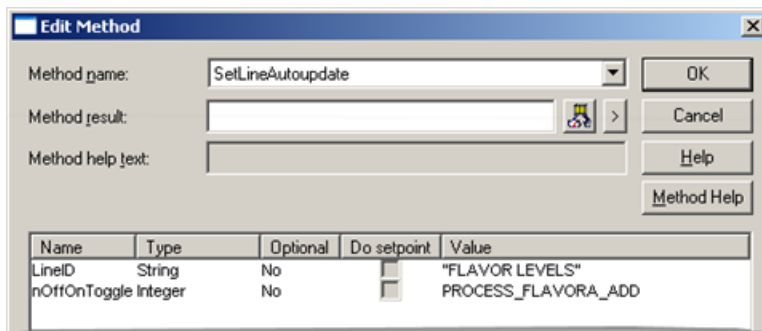 Edit Method
Method name: SetLineAutoupdate OK
Method result: > Cancel
Method help text: Help
Method Help
Name Type Optional Do setpoint Value
LineID String No "FLAVOR LEVELS"
nOffOnToggle Integer No PROCESS_FLAVORA_ADD